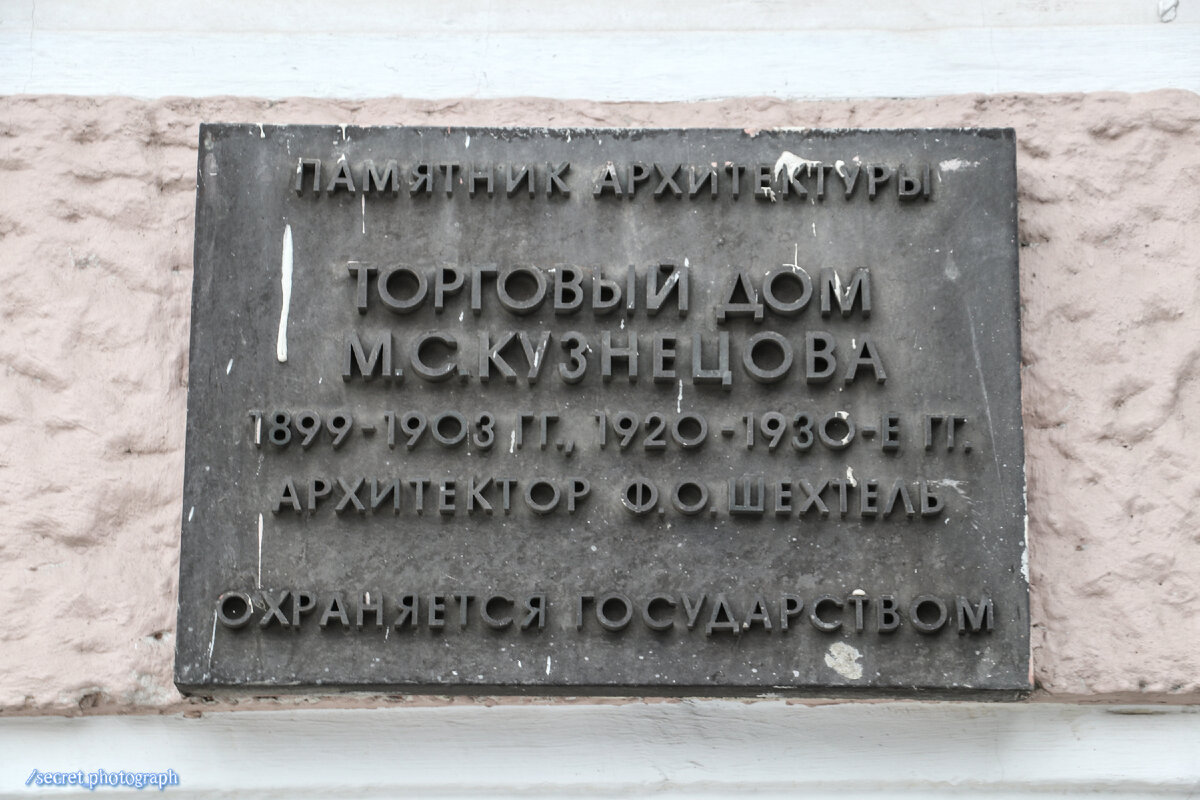 ПАМЯТНИК АРХИТЕКТУРЫ
ТОРГОВЫЙ ДОМ
М.С.КУЗНЕЦОВА
1899-1903 ГГ., 1920-1930-Е ГГ.
АРХИТЕКТОР Ф.О.ШЕХТЕЛЬ
ОХРАНЯЕТСЯ ГОСУДАРСТВОМ
/secret.photograph